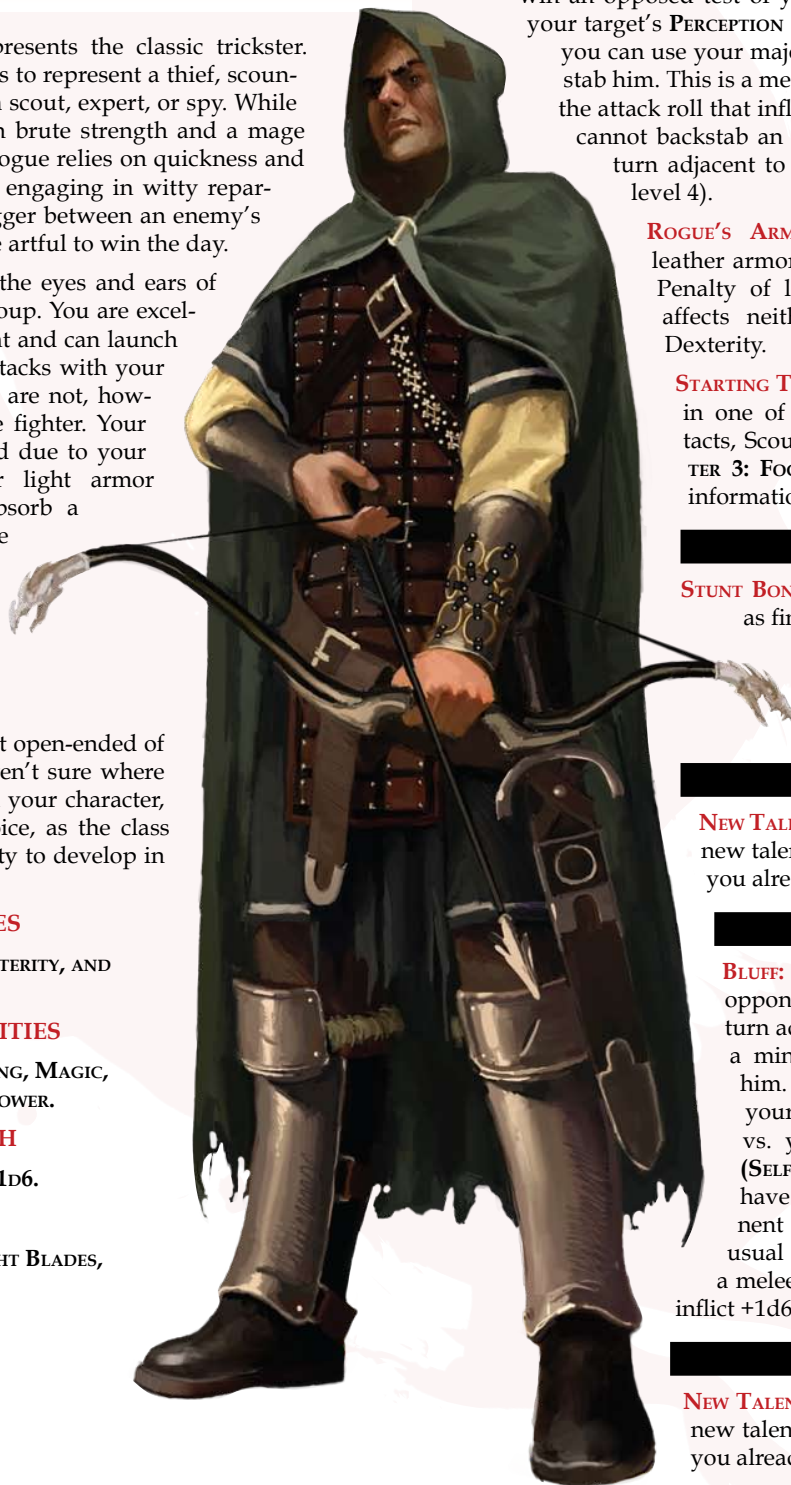 presents the classic trickster.
s to represent a thief, scoun-
scout, expert, or spy. While
brute strength and a mage
ogue relies on quickness and
engaging in witty repar-
gger between an enemy's
e artful to win the day.
the eyes and ears of
oup. You are excel-
t and can launch
tacks with your
are not, how-
e fighter. Your
d due to your
r light armor
bsorb a
e
t open-ended of
en't sure where
your character,
ice, as the class
ty to develop in
ES
TERITY, AND
ITIES
NG, MAGIC,
OWER.
H
1D6.
HT BLADES,
win an opposed test of y
your target's PERCEPTION
you can use your majo
stab him. This is a me
the attack roll that infl
cannot backstab an
turn adjacent to
level 4).
ROGUE'S ARM
leather armor
Penalty of l
affects neith
Dexterity.
STARTING T
in one of
tacts, Scou
TER 3: FOC
informatio
STUNT BON
as fir
NEW TALE
new talen
you alre
BLUFF:
oppon
turn ad
a min
him.
your
vs. y
(SELF
have
nent
usual
a melee
inflict +1d6
NEW TALEN
new talen
you alread